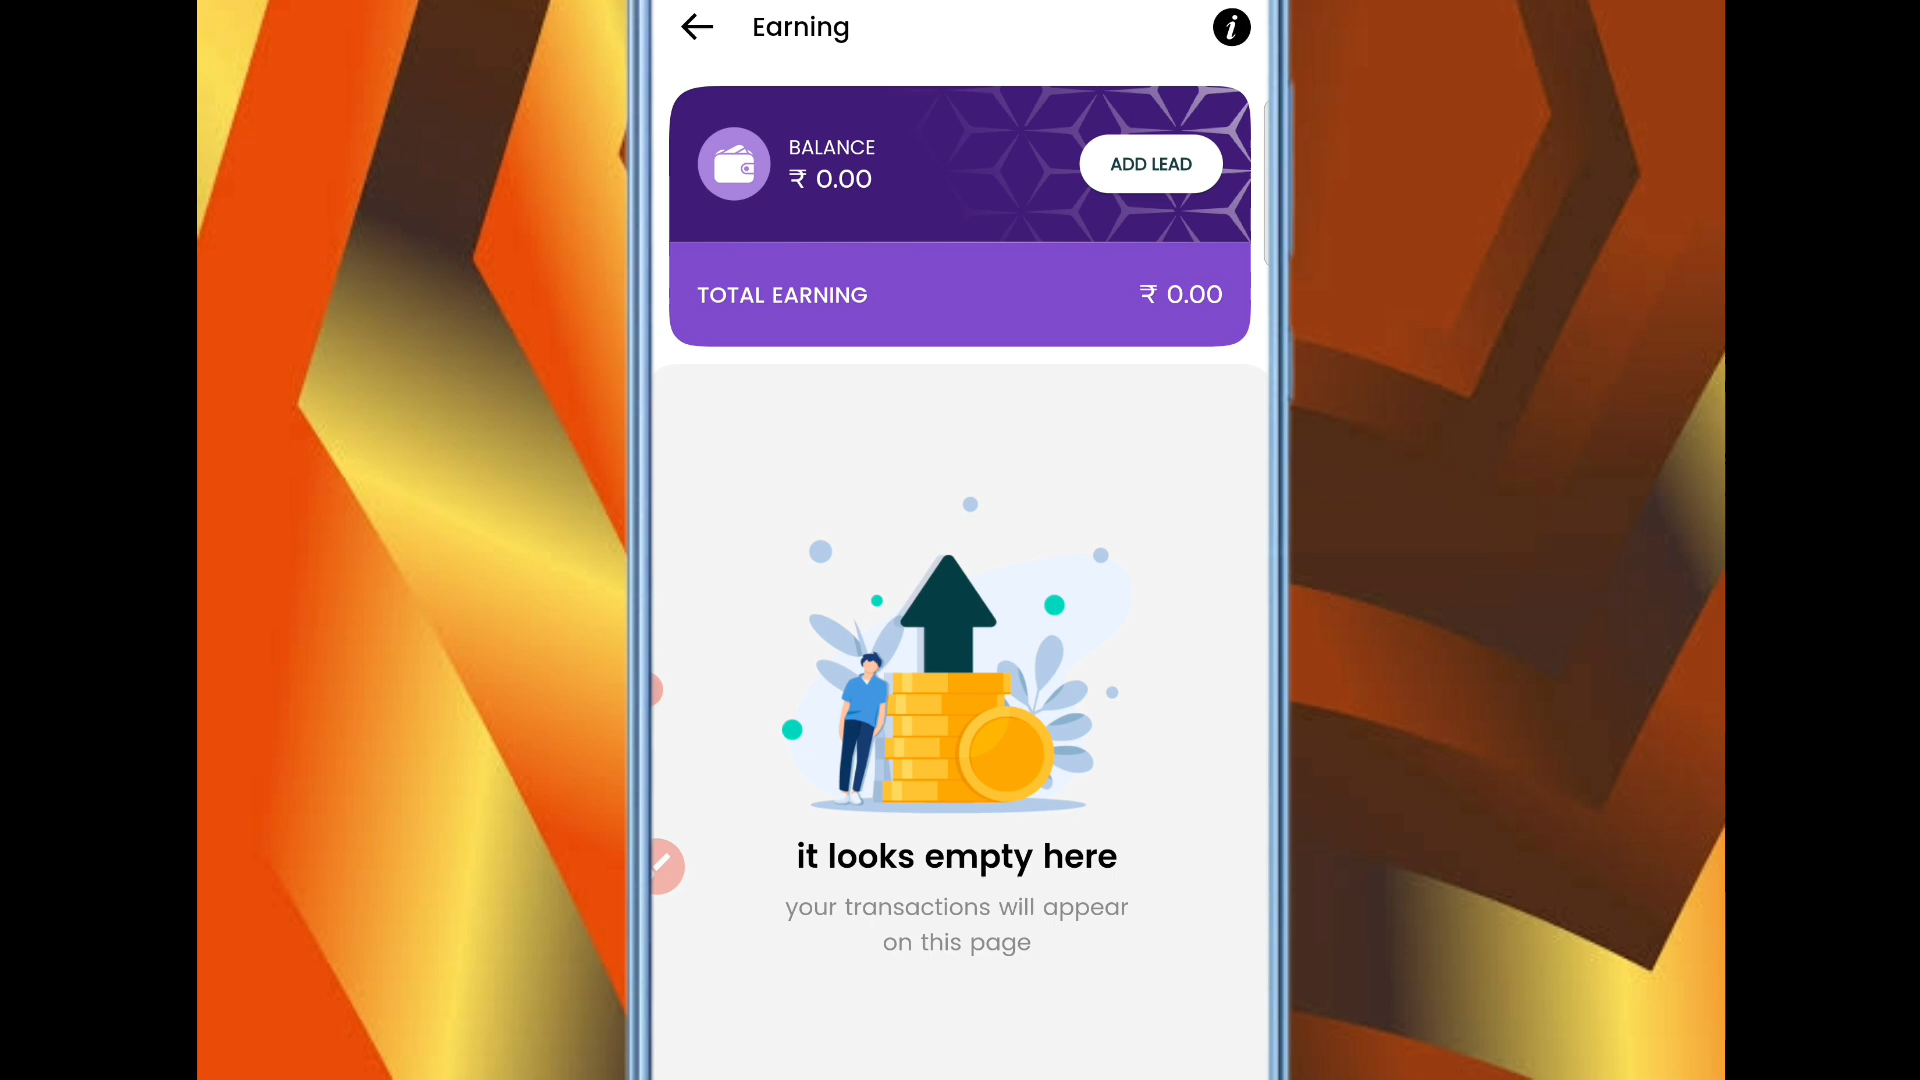 Earning
i
BALANCE
₹ 0.00
ADD LEAD
TOTAL EARNING
₹ 0.00
it looks empty here
your transactions will appear
on this page